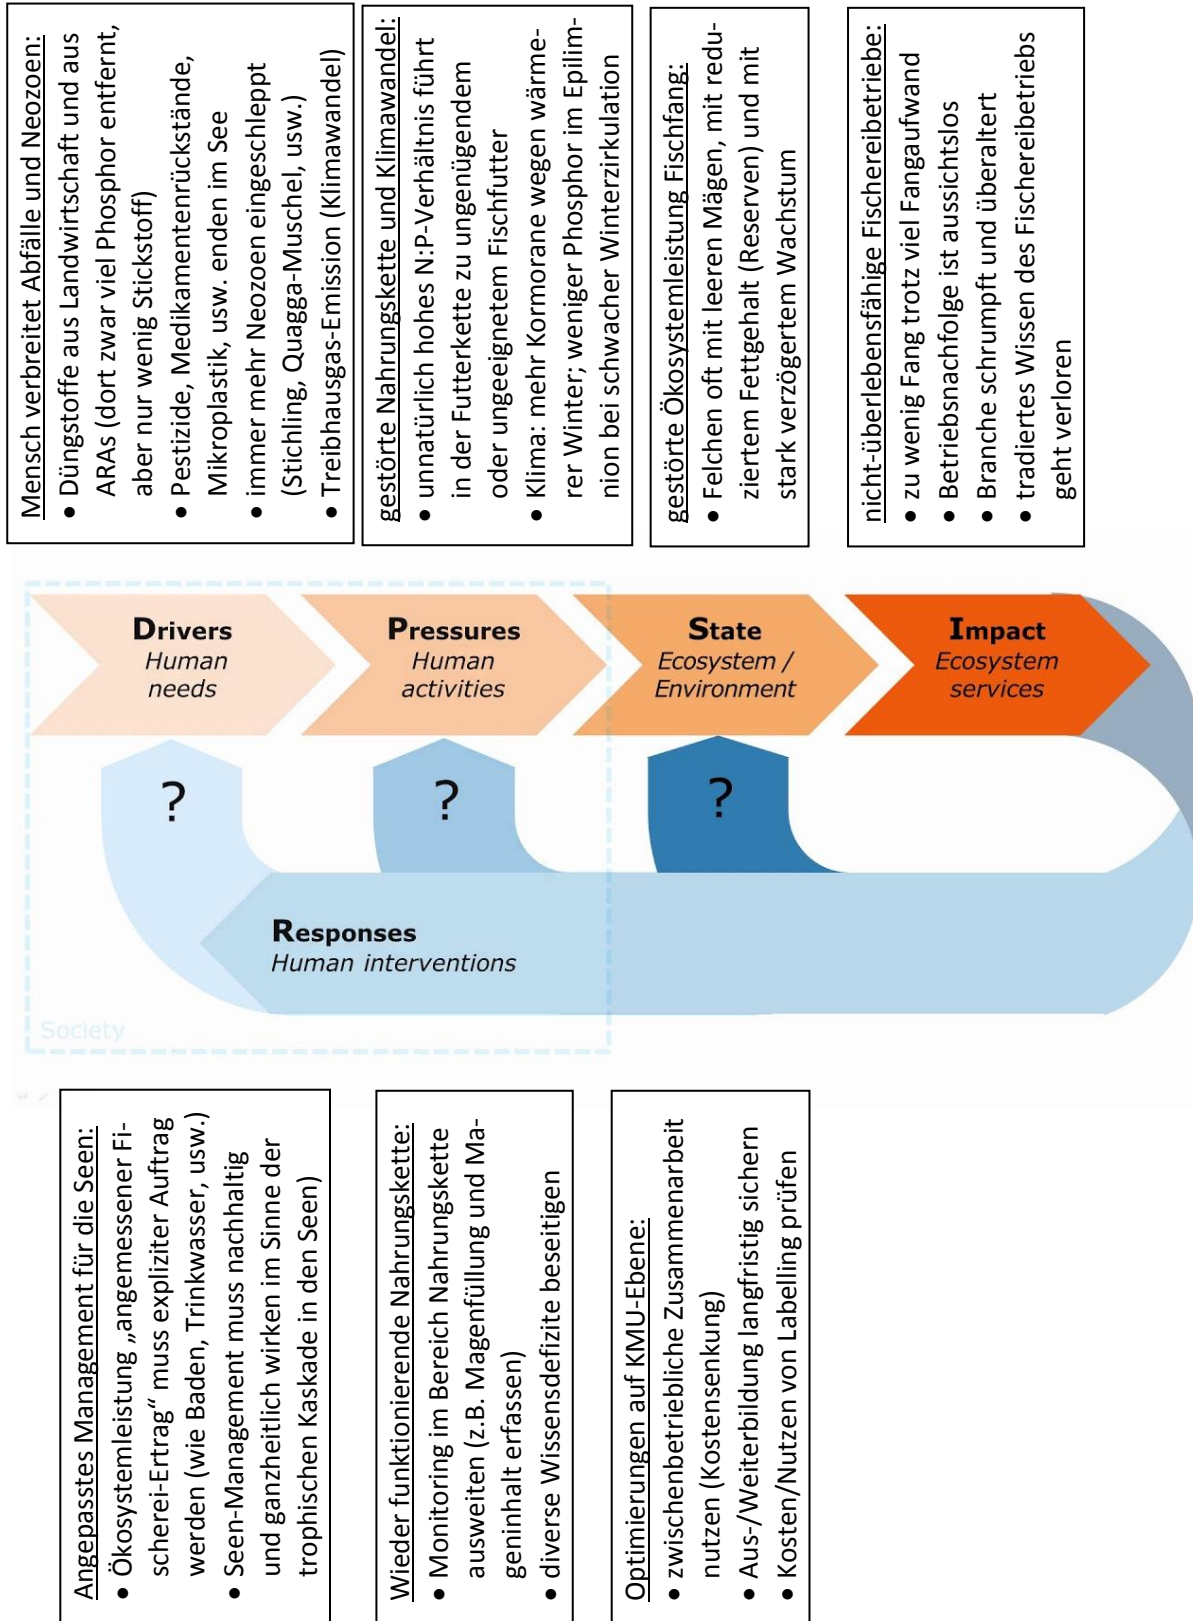 Mensch verbreitet Abfälle und Neozoen:
• Düngstoffe aus Landwirtschaft und aus
ARAs (dort zwar viel Phosphor entfernt,
aber nur wenig Stickstoff)
• Pestizide, Medikamentenrückstände,
Mikroplastik, usw. enden im See
• immer mehr Neozoen eingeschleppt
(Stichling, Quagga-Muschel, usw.)
• Treibhausgas-Emission (Klimawandel)
gestörte Nahrungskette und Klimawandel:
• unnatürlich hohes N:P-Verhältnis führt
in der Futterkette zu ungenügendem
oder ungeeignetem Fischfutter
• Klima: mehr Kormorane wegen wärme-
rer Winter; weniger Phosphor im Epilim-
nion bei schwacher Winterzirkulation
gestörte Ökosystemleistung Fischfang:
• Felchen oft mit leeren Mägen, mit redu-
ziertem Fettgehalt (Reserven) und mit
stark verzögertem Wachstum
nicht-überlebensfähige Fischereibetriebe:
• zu wenig Fang trotz viel Fangaufwand
• Betriebsnachfolge ist aussichtslos
• Branche schrumpft und überaltert
• tradiertes Wissen des Fischereibetriebs
geht verloren
Drivers
Human
needs
Pressures
Human
activities
State
Ecosystem /
Environment
Impact
Ecosystem
services
?
?
?
Responses
Human interventions
Society
Angepasstes Management für die Seen:
• Ökosystemleistung „angemessener Fi-
scherei-Ertrag“ muss expliziter Auftrag
werden (wie Baden, Trinkwasser, usw.)
• Seen-Management muss nachhaltig
und ganzheitlich wirken im Sinne der
trophischen Kaskade in den Seen)
Wieder funktionierende Nahrungskette:
• Monitoring im Bereich Nahrungskette
ausweiten (z.B. Magenfüllung und Ma-
geninhalt erfassen)
• diverse Wissensdefizite beseitigen
Optimierungen auf KMU-Ebene:
• zwischenbetriebliche Zusammenarbeit
nutzen (Kostensenkung)
• Aus-/Weiterbildung langfristig sichern
• Kosten/Nutzen von Labelling prüfen